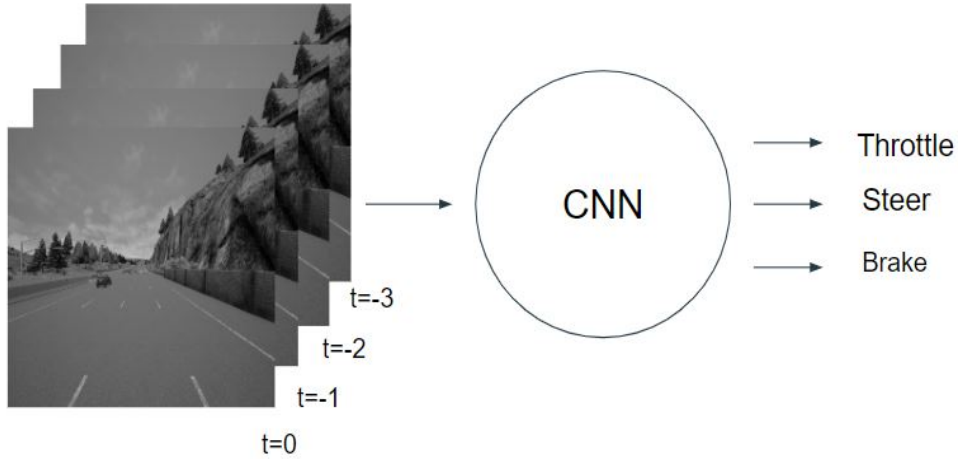 t=-3
t=-2
t=-1
t=0
CNN
Throttle
Steer
Brake